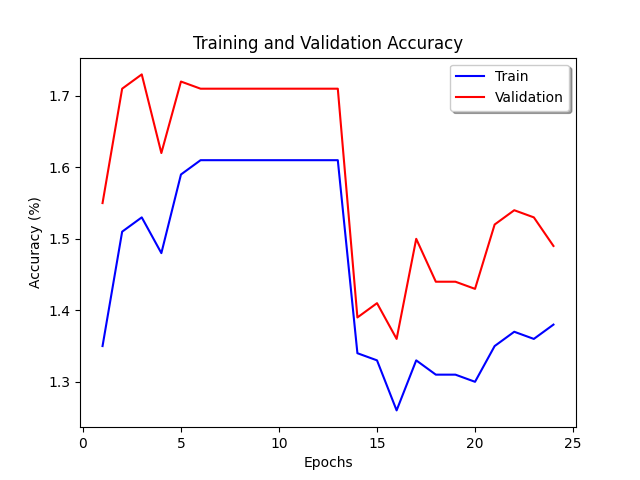 Training and Validation Accuracy
Train
Validation
Accuracy (%)
1.7
1.6
1.5
1.4
1.3
0 5 10 15 20 25
Epochs